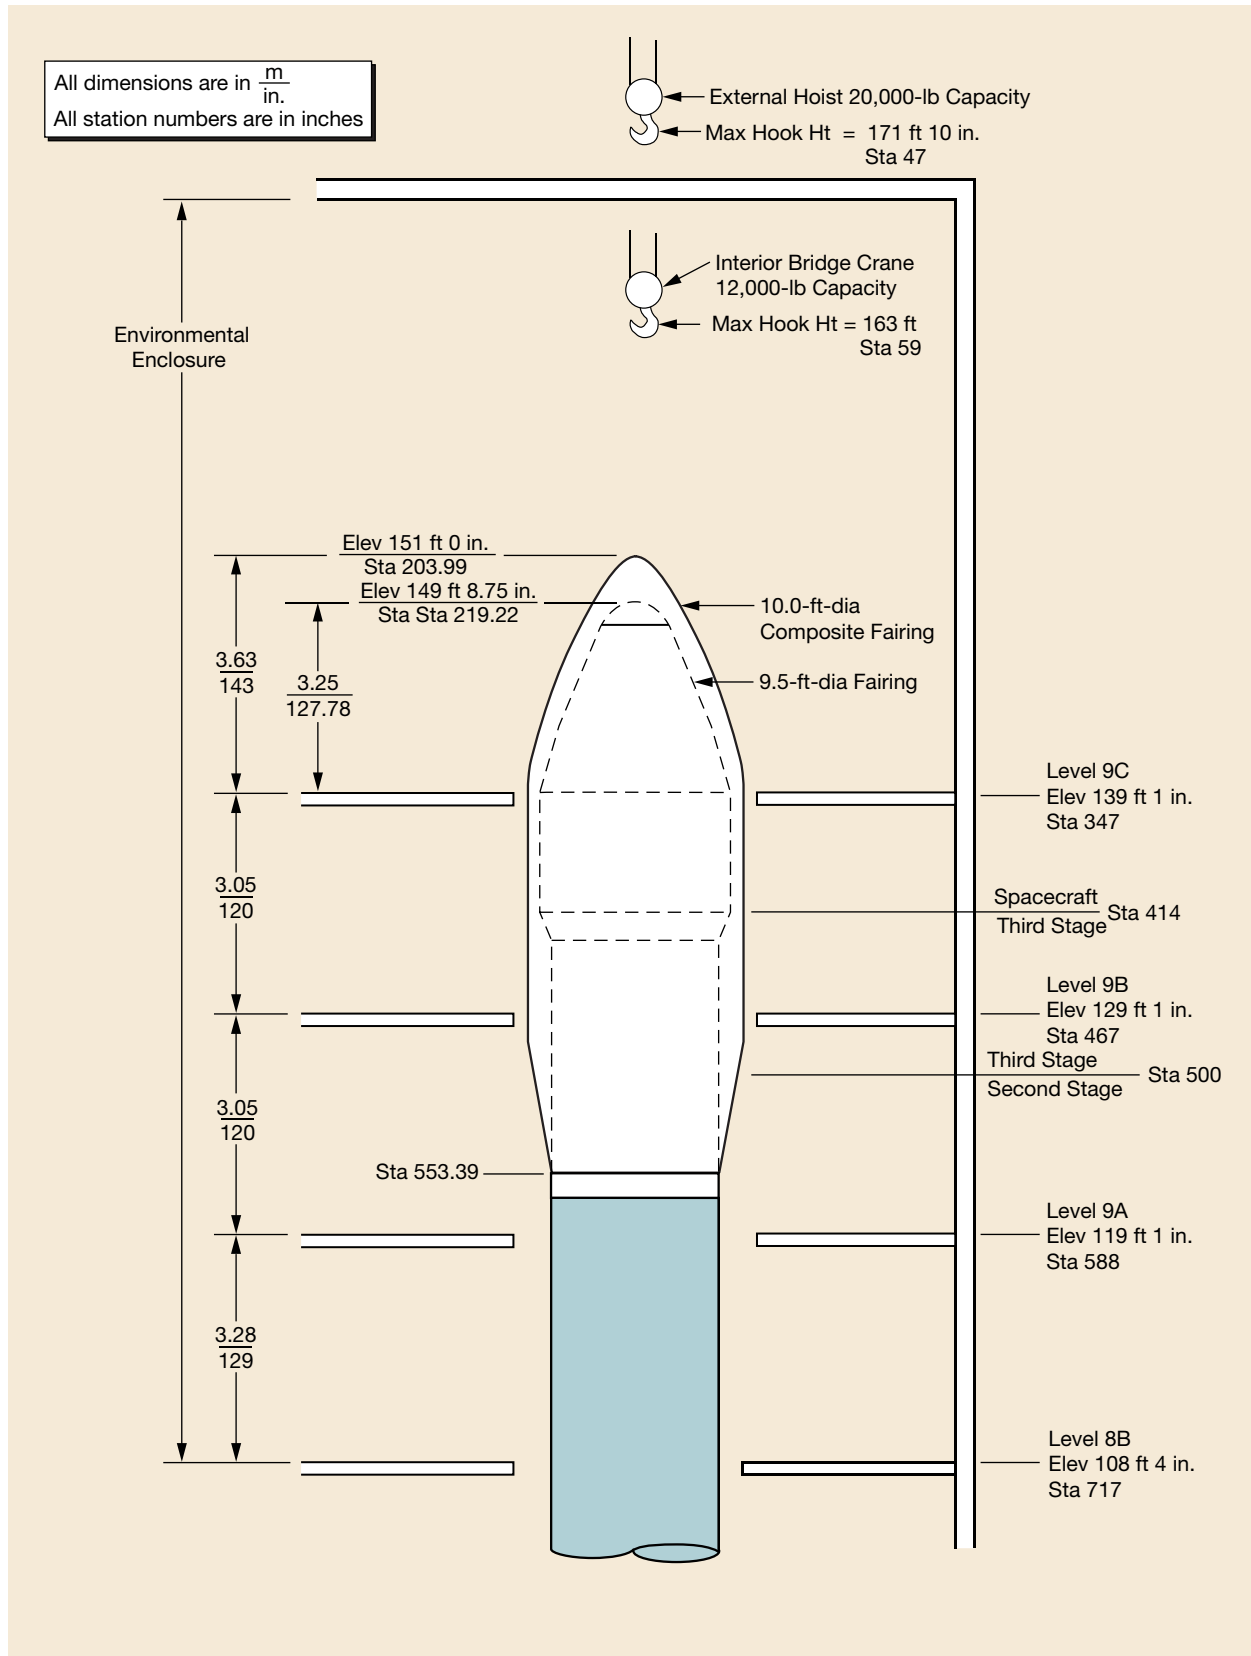 All dimensions are in m
in.
All station numbers are in inches
External Hoist 20,000-lb Capacity
Max Hook Ht = 171 ft 10 in.
Sta 47
Interior Bridge Crane
12,000-lb Capacity
Max Hook Ht = 163 ft
Sta 59
Environmental
Enclosure
Elev 151 ft 0 in.
Sta 203.99
Elev 149 ft 8.75 in.
Sta Sta 219.22
10.0-ft-dia
Composite Fairing
9.5-ft-dia Fairing
3.63
143
3.25
127.78
Level 9C
Elev 139 ft 1 in.
Sta 347
3.05
120
Spacecraft
Third Stage
Sta 414
Level 9B
Elev 129 ft 1 in.
Sta 467
Third Stage
Second Stage
Sta 500
3.05
120
Sta 553.39
Level 9A
Elev 119 ft 1 in.
Sta 588
3.28
129
Level 8B
Elev 108 ft 4 in.
Sta 717